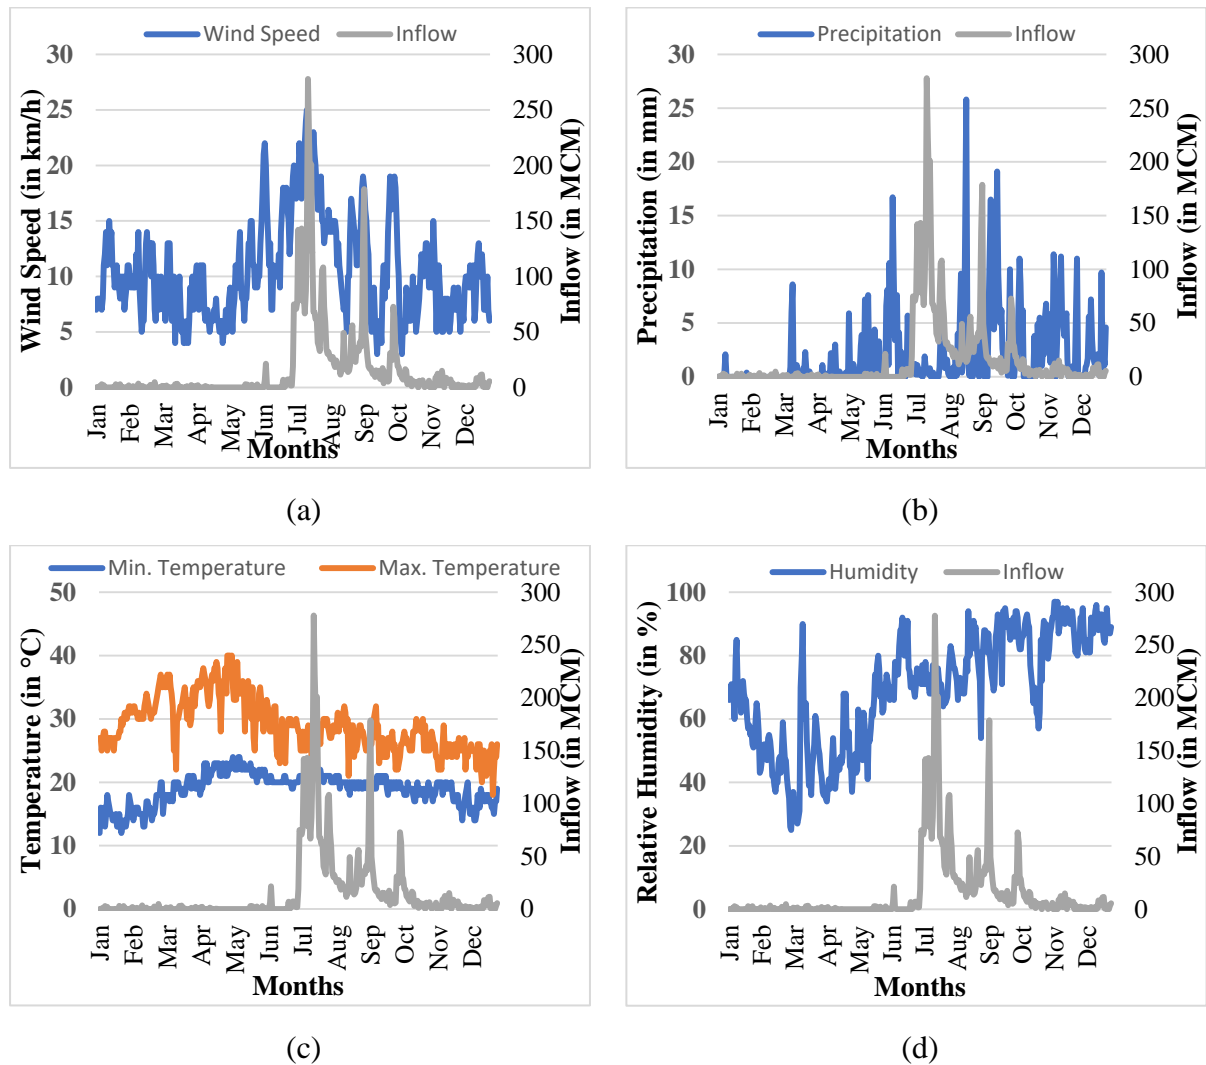 Wind Speed Inflow
30
25
20
15
10
5
0
300
250
200
150
100
50
0
Wind Speed (in km/h)
Inflow (in MCM)
Jan Feb Mar Apr May Jun Jul Aug Sep Oct Nov Dec
Months
(a)
Precipitation Inflow
30
25
20
15
10
5
0
300
250
200
150
100
50
0
Precipitation (in mm)
Inflow (in MCM)
Jan Feb Mar Apr May Jun Jul Aug Sep Oct Nov Dec
Months
(b)
Min. Temperature Max. Temperature
50
40
30
20
10
0
300
250
200
150
100
50
0
Temperature (in °C)
Inflow (in MCM)
Jan Feb Mar Apr May Jun Jul Aug Sep Oct Nov Dec
Months
(c)
Humidity Inflow
100
80
60
40
20
0
300
250
200
150
100
50
0
Relative Humidity (in %)
Inflow (in MCM)
Jan Feb Mar Apr May Jun Jul Aug Sep Oct Nov Dec
Months
(d)